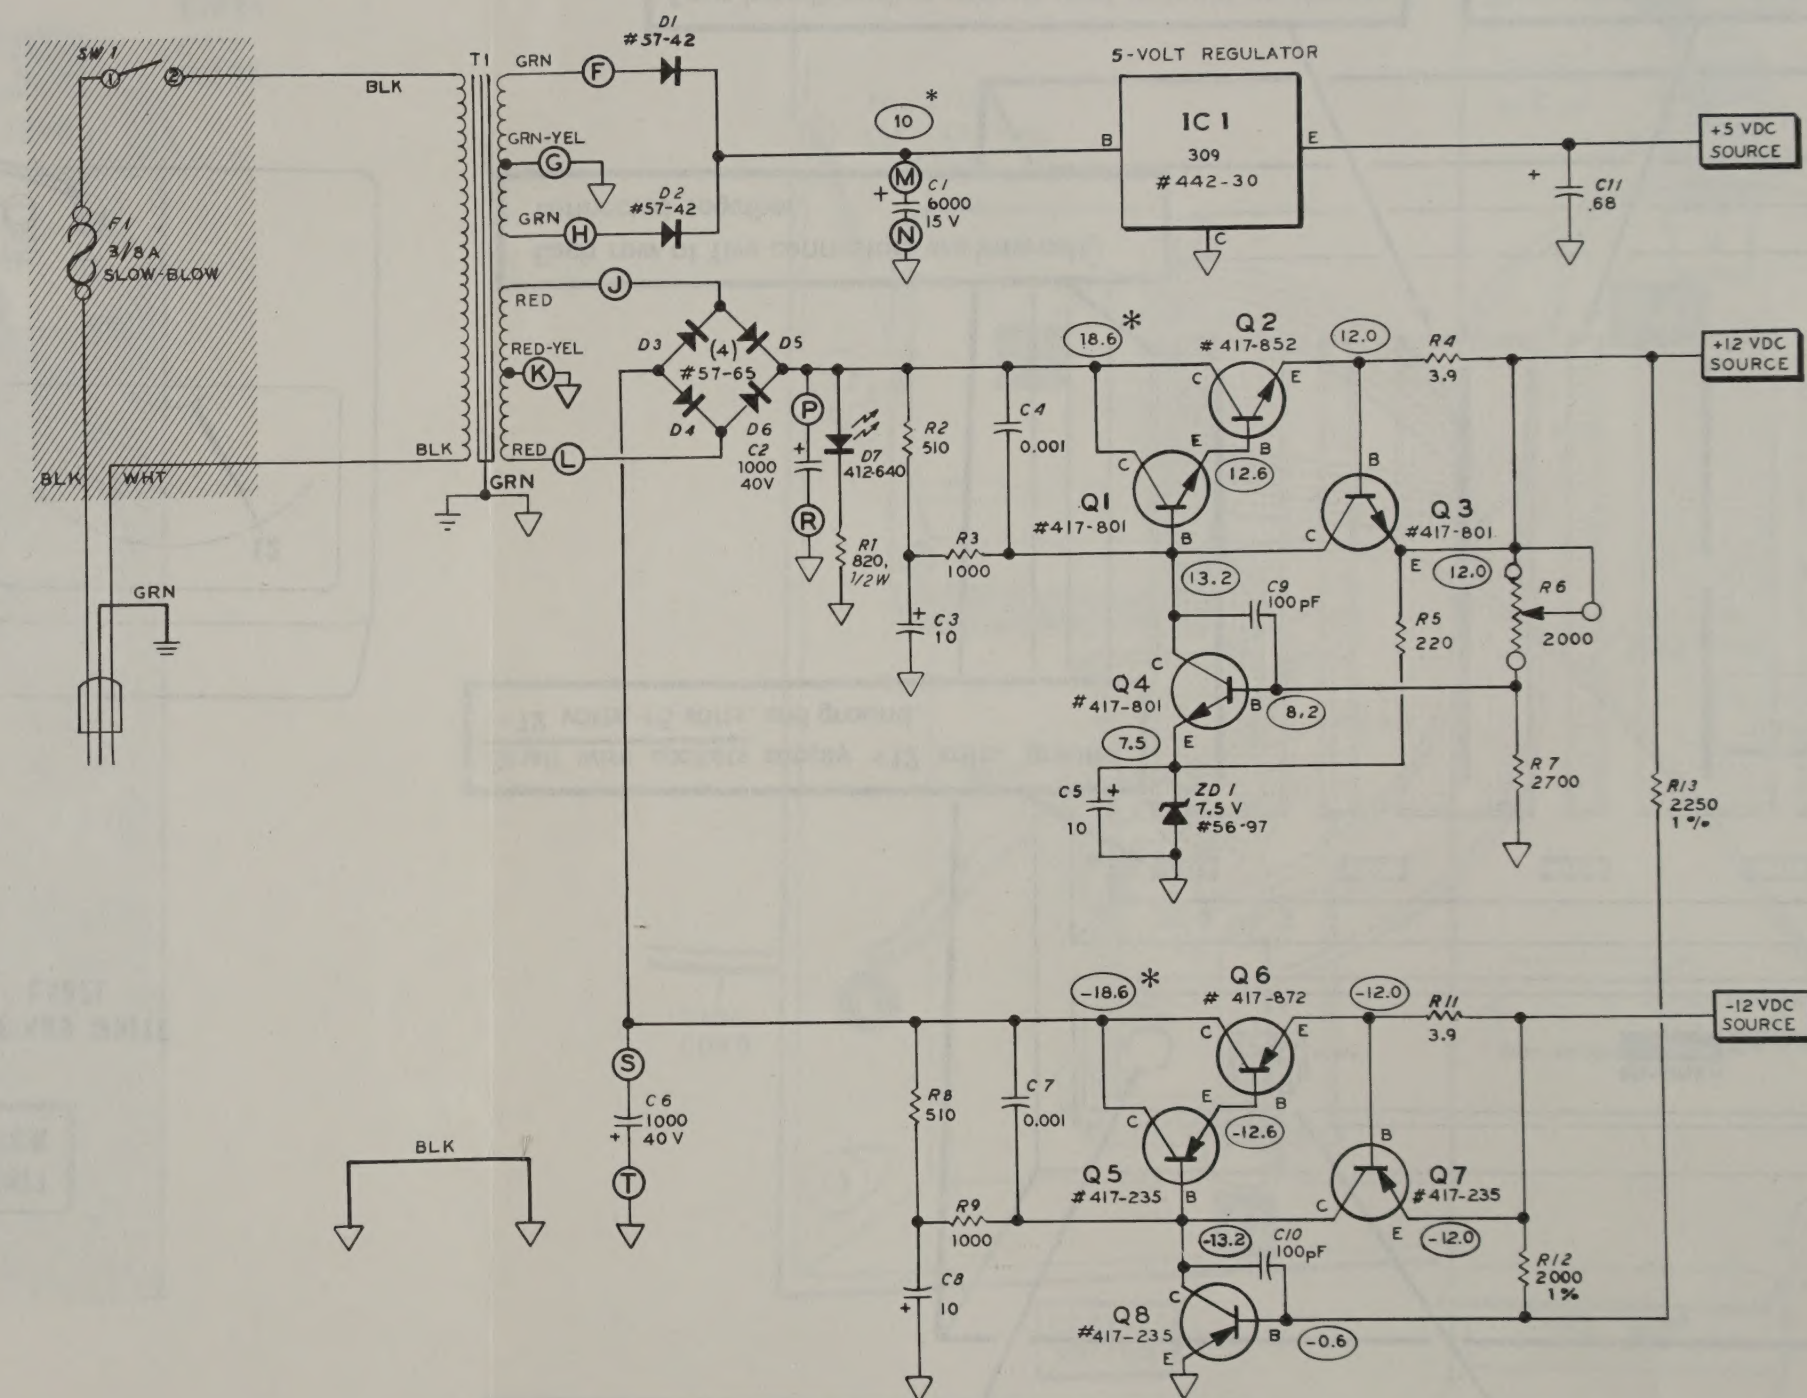 SW 1
1
2
BLK
T1
GRN
F
D1
#57-42
GRN-YEL
G
GRN
H
D2
#57-42
10
*
M
+
C1
6000
15 V
N
5-VOLT REGULATOR
B
IC 1
309
#442-30
E
C
+
C11
.68
+5 VDC
SOURCE
F1
3/8A
SLOW-BLOW
BLK
WHT
BLK
GRN
GRN
RED
J
RED-YEL
K
RED
L
D3
D5
(4)
#57-65
D4
D6
P
+
C2
1000
40V
R
D7
412-640
R1
820,
1/2 W
R2
510
C4
0.001
R3
1000
+
C3
10
18.6
*
Q2
#417-852
C
E
B
12.0
R4
3.9
+12 VDC
SOURCE
C
E
B
Q1
#417-801
12.6
13.2
B
C
E
Q3
#417-801
12.0
C9
100pF
R5
220
R6
2000
Q4
#417-801
C
B
E
8.2
7.5
C5
+
10
ZD1
7.5 V
#56-97
R7
2700
R13
2250
1%
S
C6
1000
40 V
+
T
BLK
-18.6
*
Q6
# 417-872
C
E
B
-12.0
R11
3.9
-12 VDC
SOURCE
R8
510
C7
0.001
C
E
B
Q5
#417-235
-12.6
B
C
E
Q7
#417-235
-12.0
R9
1000
-13.2
C10
100pF
+
C8
10
R12
2000
1%
Q8
#417-235
C
B
E
-0.6